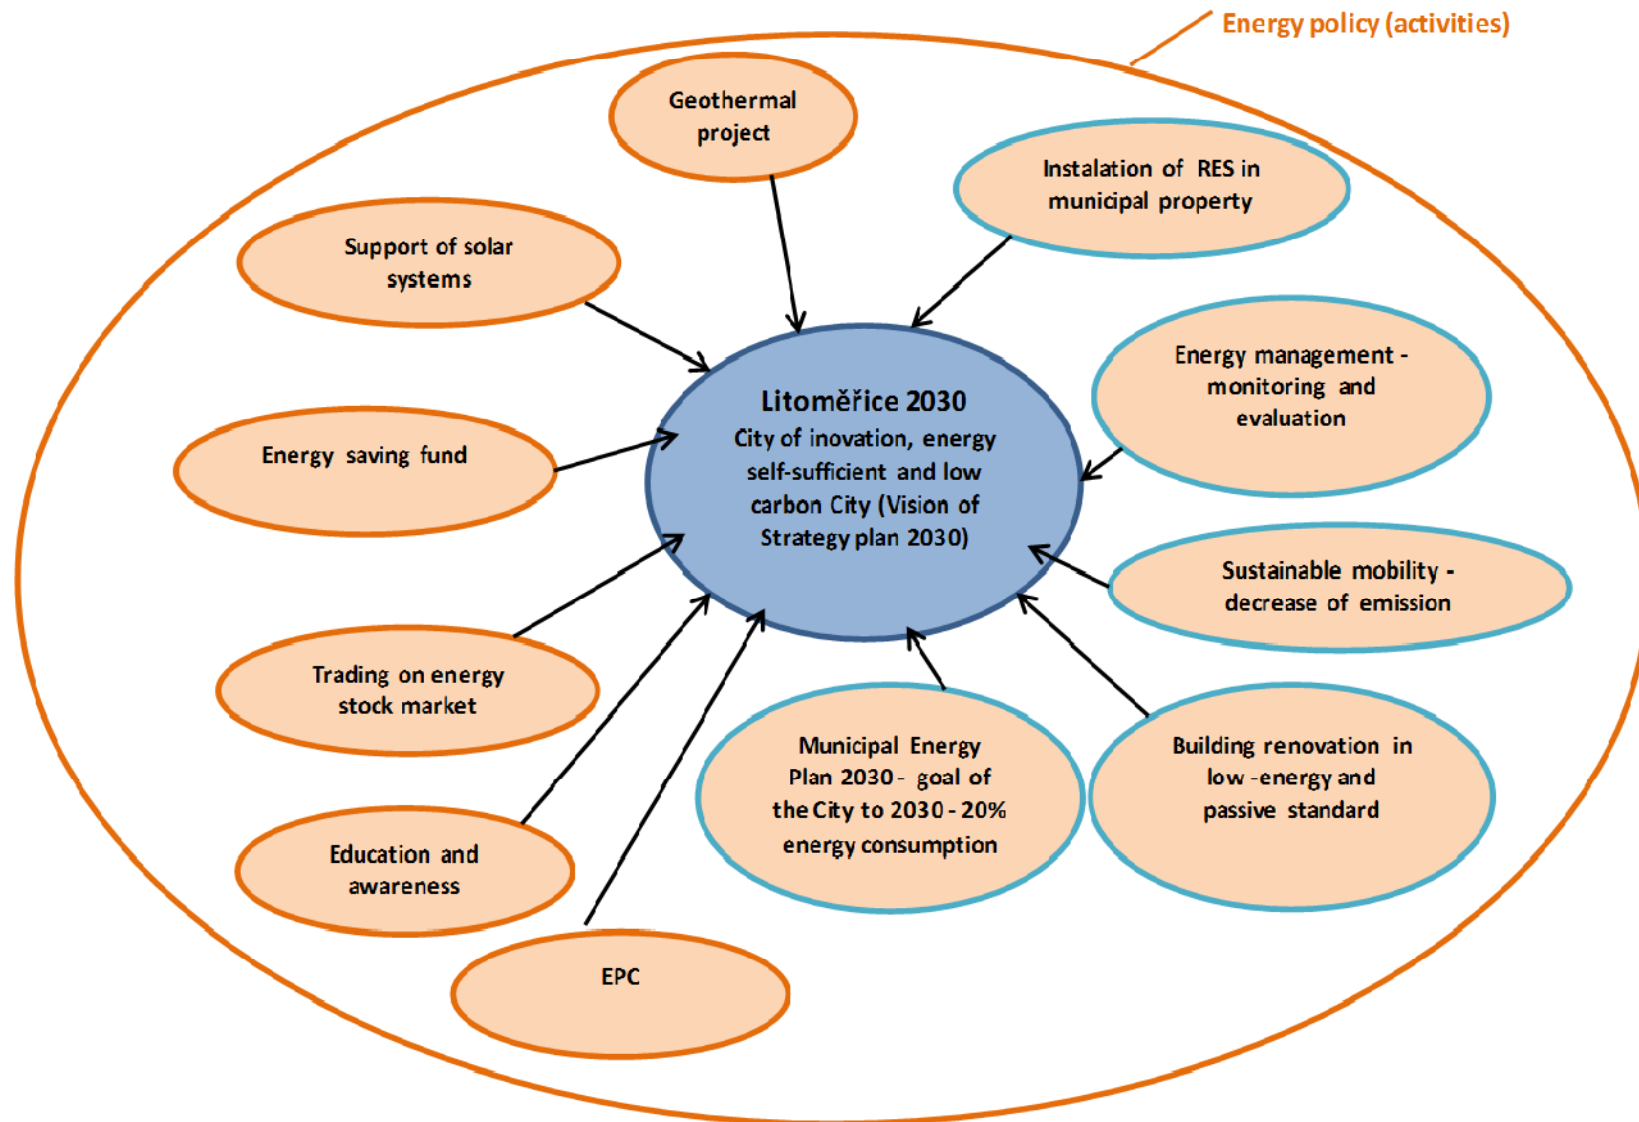 Energy policy (activities)
Geothermal
project
Instalation of RES in
municipal property
Support of solar
systems
Energy management -
monitoring and
evaluation
Litoměřice 2030
City of inovation, energy
self-sufficient and low
carbon City (Vision of
Strategy plan 2030)
Energy saving fund
Sustainable mobility -
decrease of emission
Trading on energy
stock market
Municipal Energy
Plan 2030 - goal of
the City to 2030 - 20%
energy consumption
Building renovation in
low -energy and
passive standard
Education and
awareness
EPC